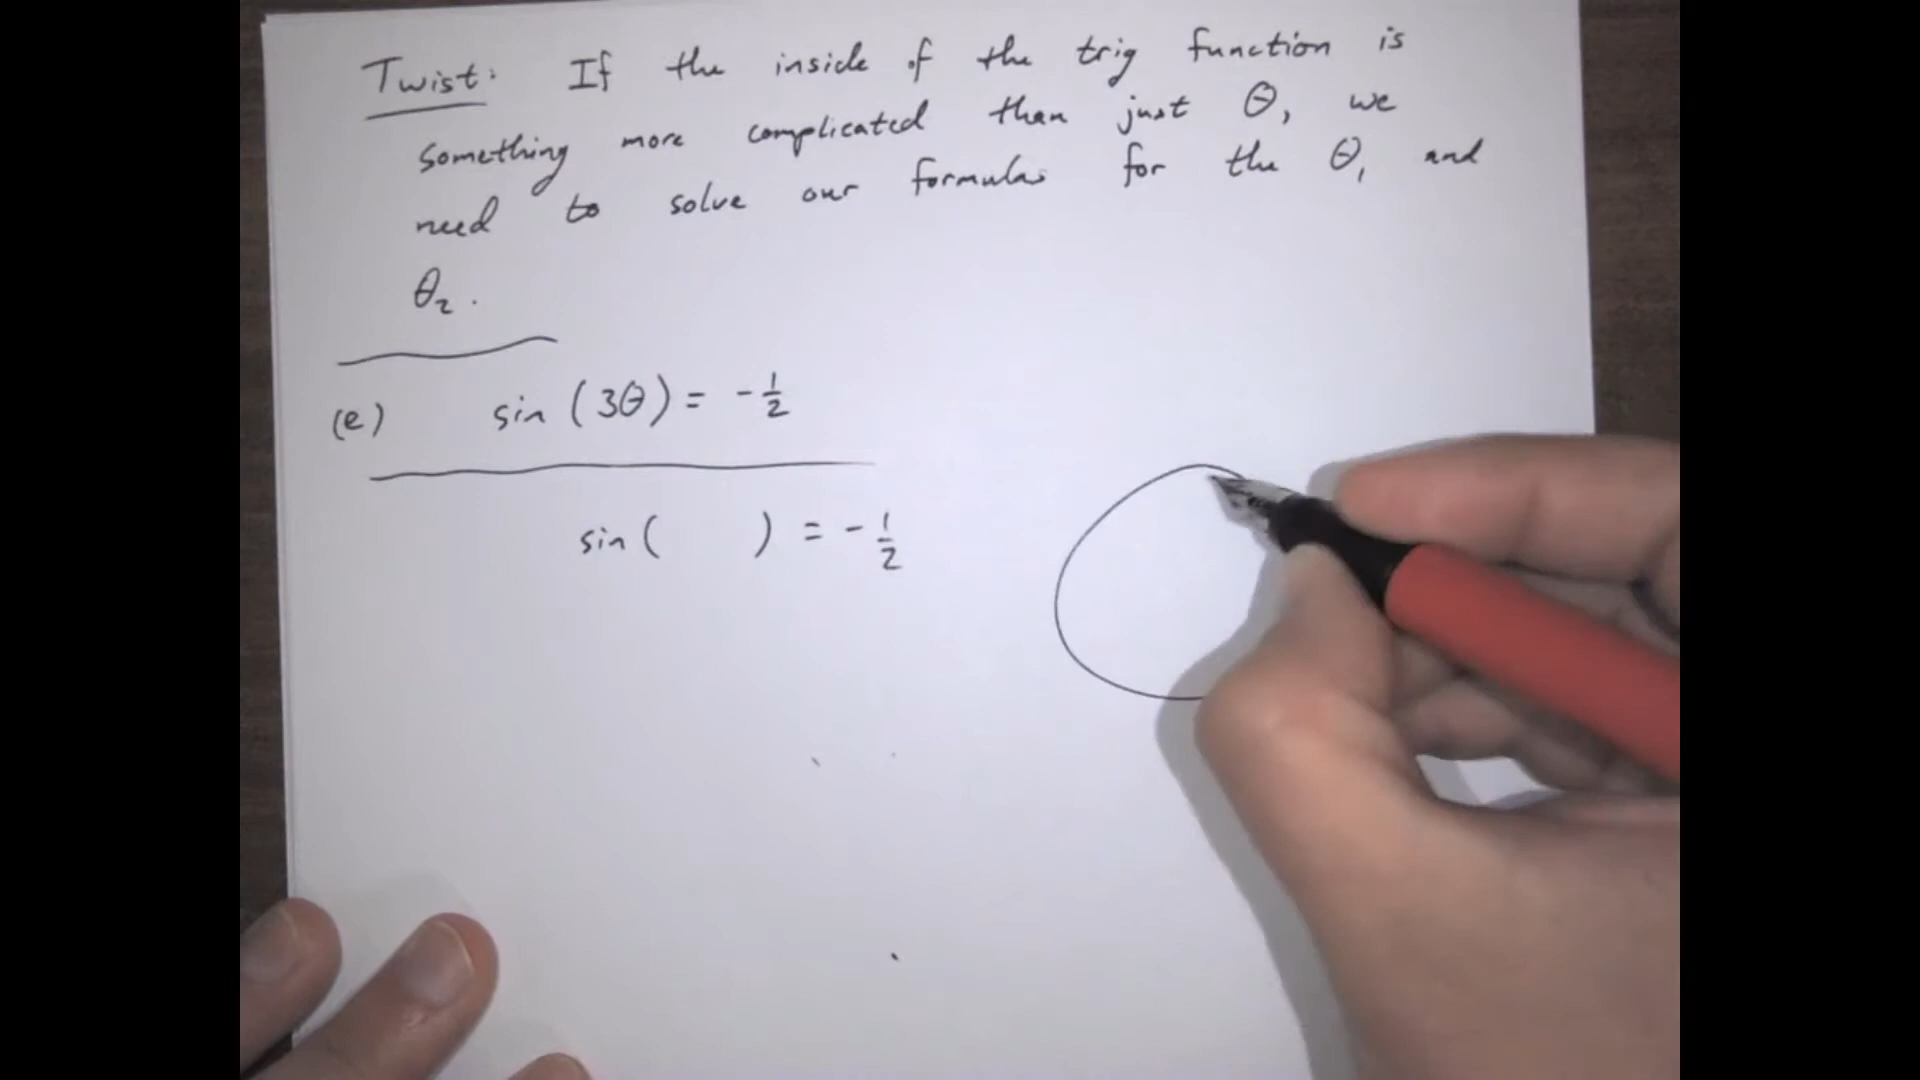 Twist: If the inside of the trig function is
something more complicated than just θ, we
need to solve our formulas for the θ, and
θ₂.
(e) sin (3θ) = -1/2
sin ( ) = -1/2